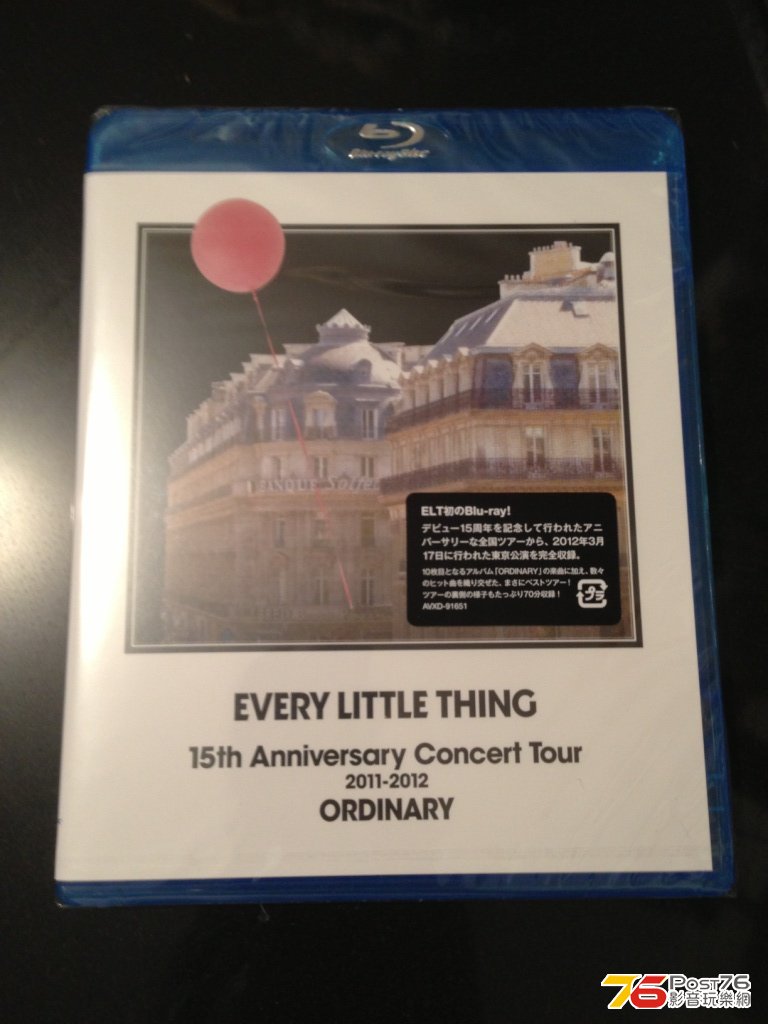 Blu-ray Disc
ELT初のBlu-ray!
デビュー15周年を記念して行われたアニ
バーサリーな全国ツアーから、2012年3月
17日に行われた東京公演を完全収録。
10枚目となるアルバム「ORDINARY」の楽曲に加え、数々
のヒット曲を織り交ぜた、まさにベストツアー!
ツアーの裏側の様子もたっぷり70分収録!
AVXD-91651
プラ
EVERY LITTLE THING
15th Anniversary Concert Tour
2011-2012
ORDINARY
76 POST76
影音玩樂網